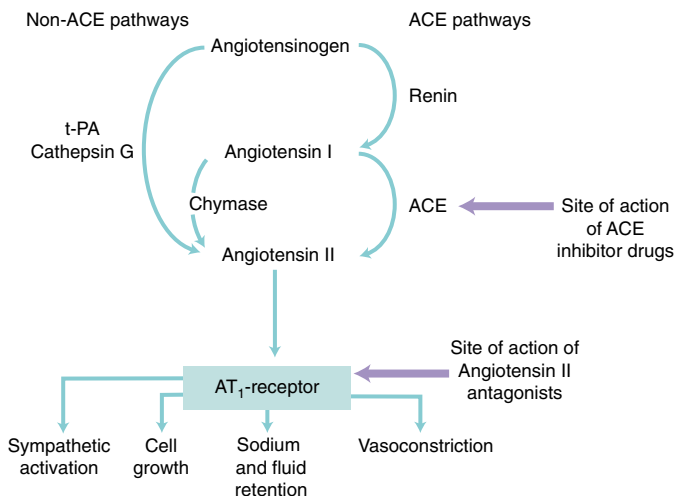 Non-ACE pathways
ACE pathways
Angiotensinogen
Renin
t-PA
Cathepsin G
Angiotensin I
Chymase
ACE
Site of action
of ACE
inhibitor drugs
Angiotensin II
Site of action of
Angiotensin II
antagonists
AT₁-receptor
Sympathetic
activation
Cell
growth
Sodium
and fluid
retention
Vasoconstriction